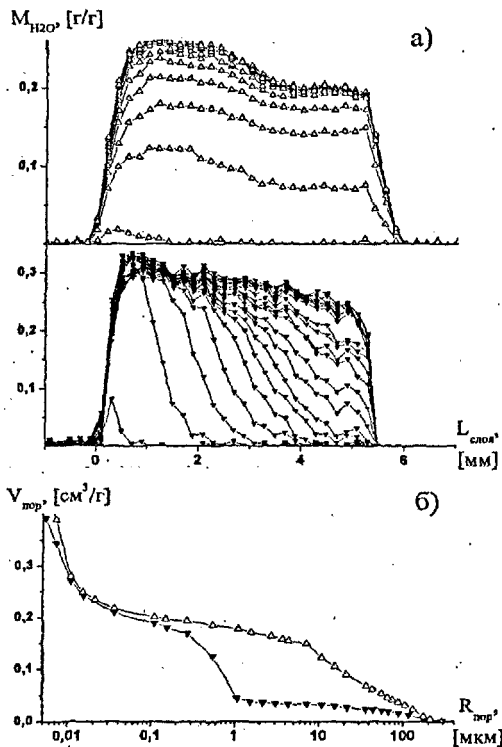 M_H2O, [г/г]
а)
0,2
0,1
0,3
0,2
0,1
L_слоя,
[мм]
0 2 4 6
V_пор, [см³/г]
б)
0,3
0,2
0,1
0,0
R_пор,
[мкм]
0,01 0,1 1 10 100